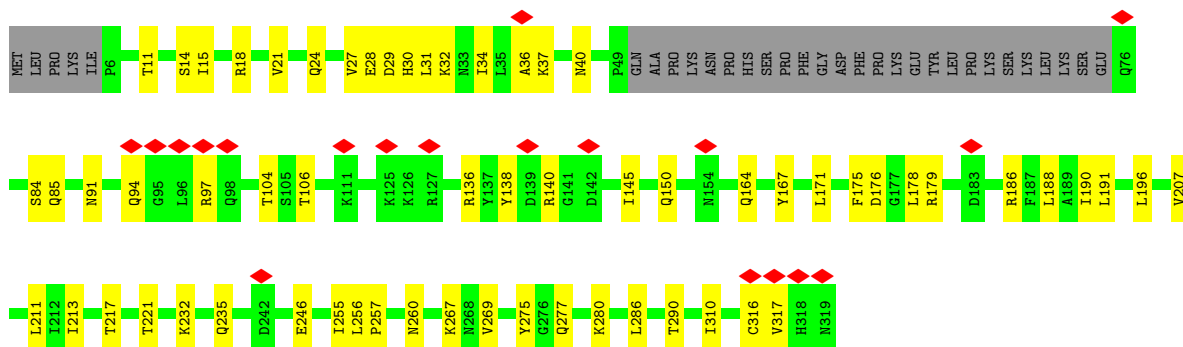 MET LEU PRO LYS ILE P6 T11 S14 I15 R18 V21 Q24 V27 E28 D29 H30 L31 K32 N33 I34 L35 A36 K37 N40 P49 GLN ALA PRO LYS ASN PRO HIS SER PRO PHE GLY ASP PHE PRO LYS GLU TYR LEU PRO LYS SER LYS LEU LYS SER GLU Q76
S84 Q85 N91 Q94 G95 L96 R97 Q98 T104 S105 T106 K111 K125 K126 R127 R136 Y137 Y138 D139 R140 G141 D142 I145 Q150 N154 Q164 Y167 L171 F175 D176 G177 L178 R179 D183 R186 F187 L188 A189 I190 L191 L196 V207
L211 I212 I213 T217 T221 K232 Q235 D242 E246 I255 L256 P257 N260 K267 N268 V269 Y275 G276 Q277 K280 L286 T290 I310 C316 V317 H318 N319